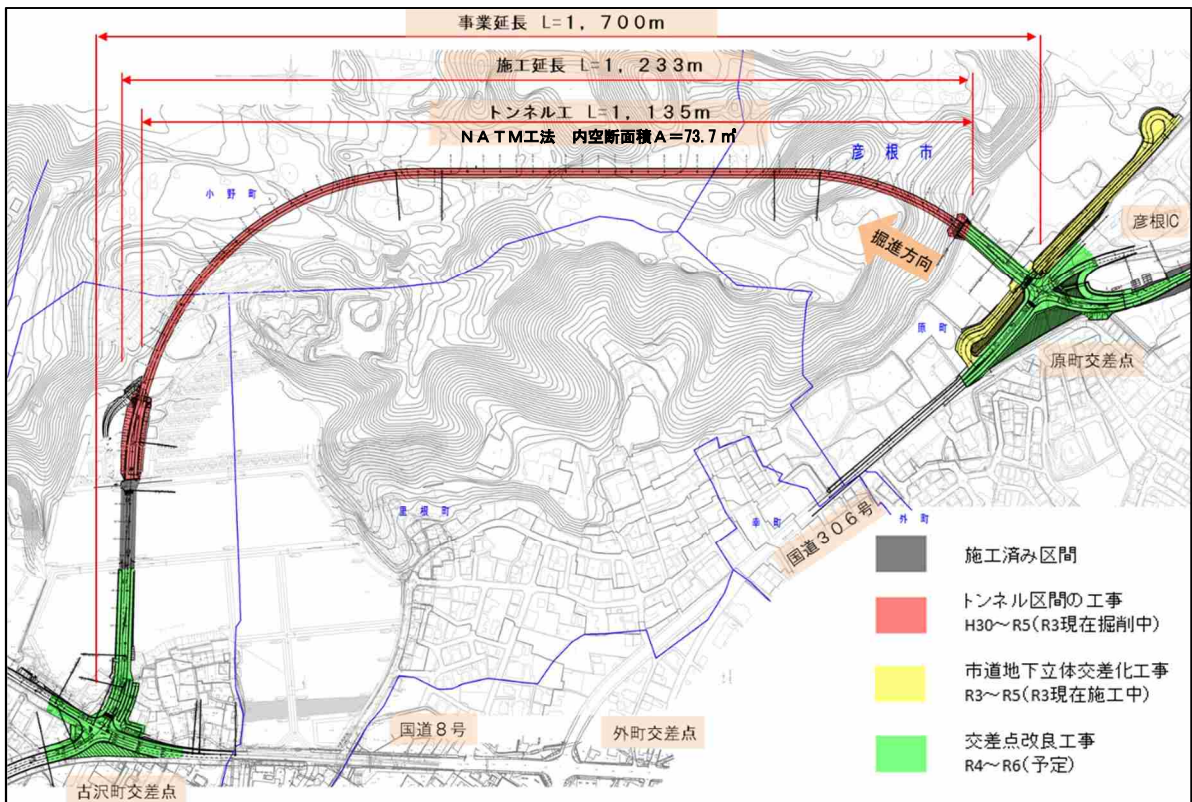 事業延長 L=1,700m
施工延長 L=1,233m
トンネル工 L=1,135m
NATM工法 内空断面積A=73.7㎡
彦根市
小野町
彦根IC
掘進方向
原町
原町交差点
里根町
幸町
外町
国道306号
施工済み区間
トンネル区間の工事
H30～R5(R3現在掘削中)
市道地下立体交差化工事
R3～R5(R3現在施工中)
国道8号
外町交差点
交差点改良工事
R4～R6(予定)
古沢町交差点